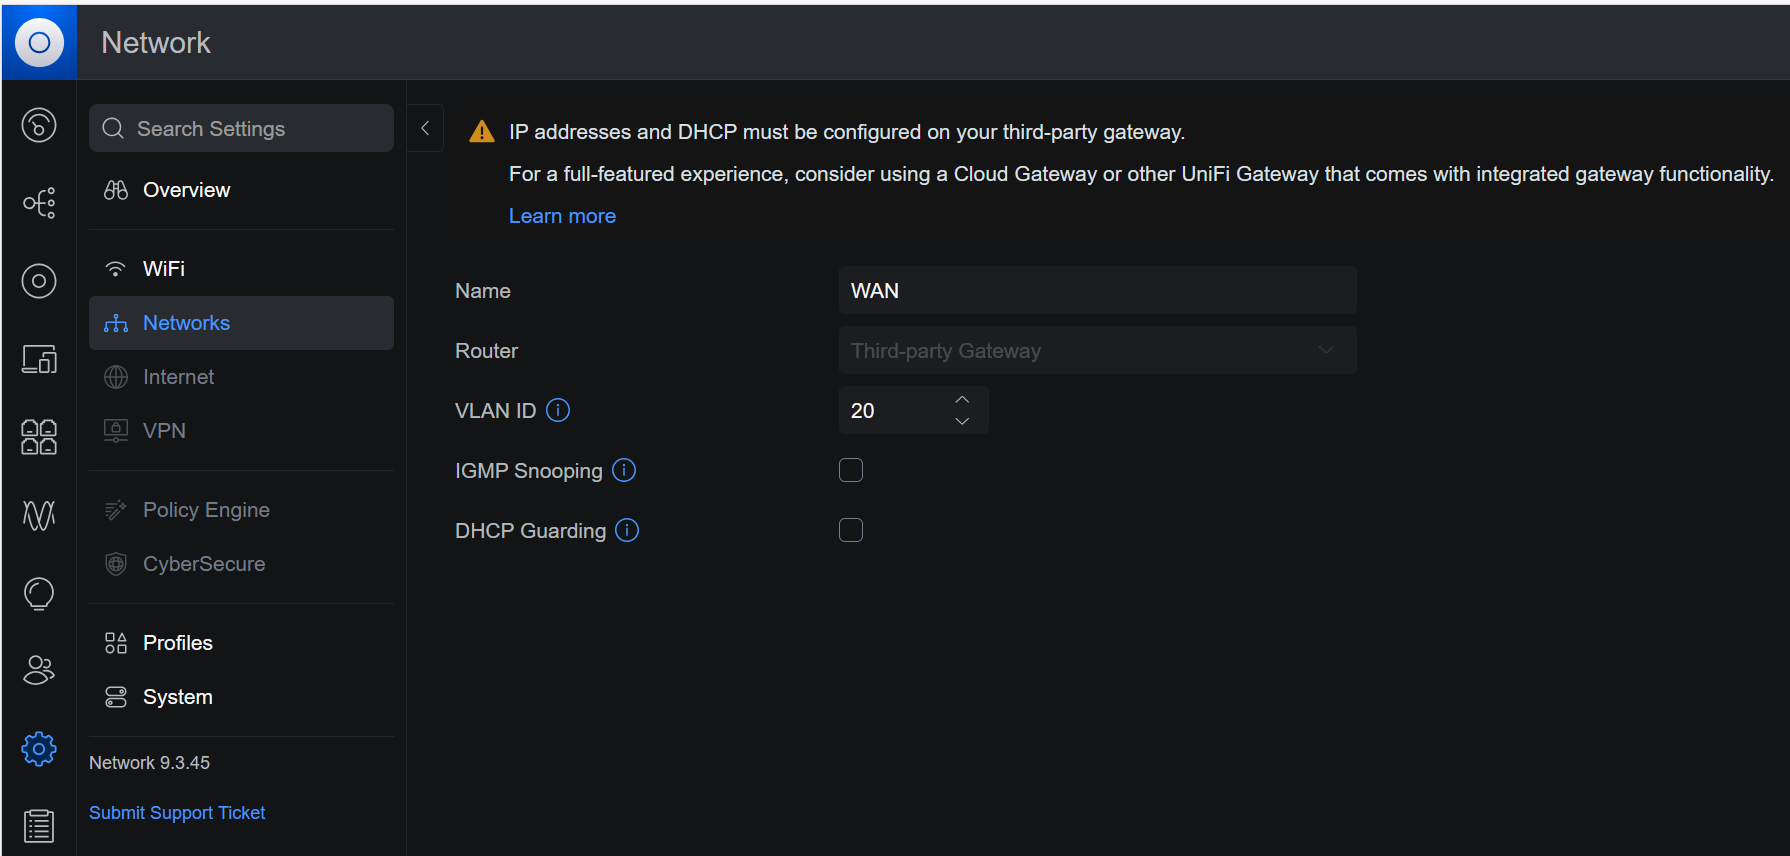 Network
Search Settings
Overview
WiFi
Networks
Internet
VPN
Policy Engine
CyberSecure
Profiles
System
Network 9.3.45
Submit Support Ticket
IP addresses and DHCP must be configured on your third-party gateway.
For a full-featured experience, consider using a Cloud Gateway or other UniFi Gateway that comes with integrated gateway functionality.
Learn more
Name WAN
Router Third-party Gateway
VLAN ID 20
IGMP Snooping
DHCP Guarding